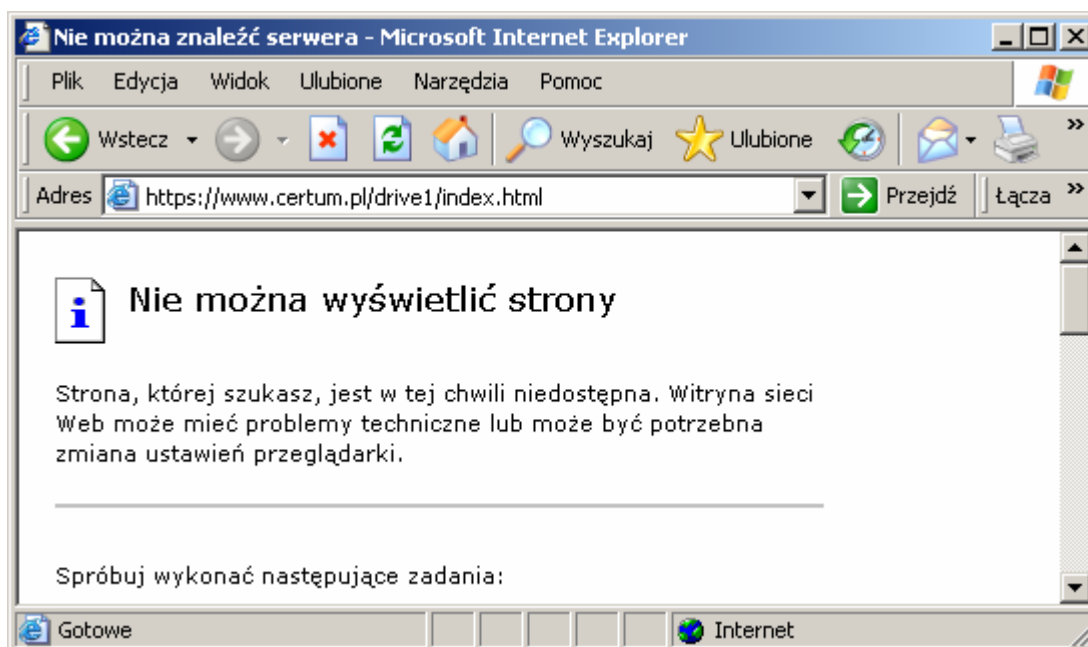 Nie można znaleźć serwera - Microsoft Internet Explorer
Plik Edycja Widok Ulubione Narzędzia Pomoc
Wstecz Wyszukaj Ulubione »
Adres https://www.certum.pl/drive1/index.html Przejdź Łącza »
Nie można wyświetlić strony
Strona, której szukasz, jest w tej chwili niedostępna. Witryna sieci
Web może mieć problemy techniczne lub może być potrzebna
zmiana ustawień przeglądarki.
Spróbuj wykonać następujące zadania:
Gotowe Internet